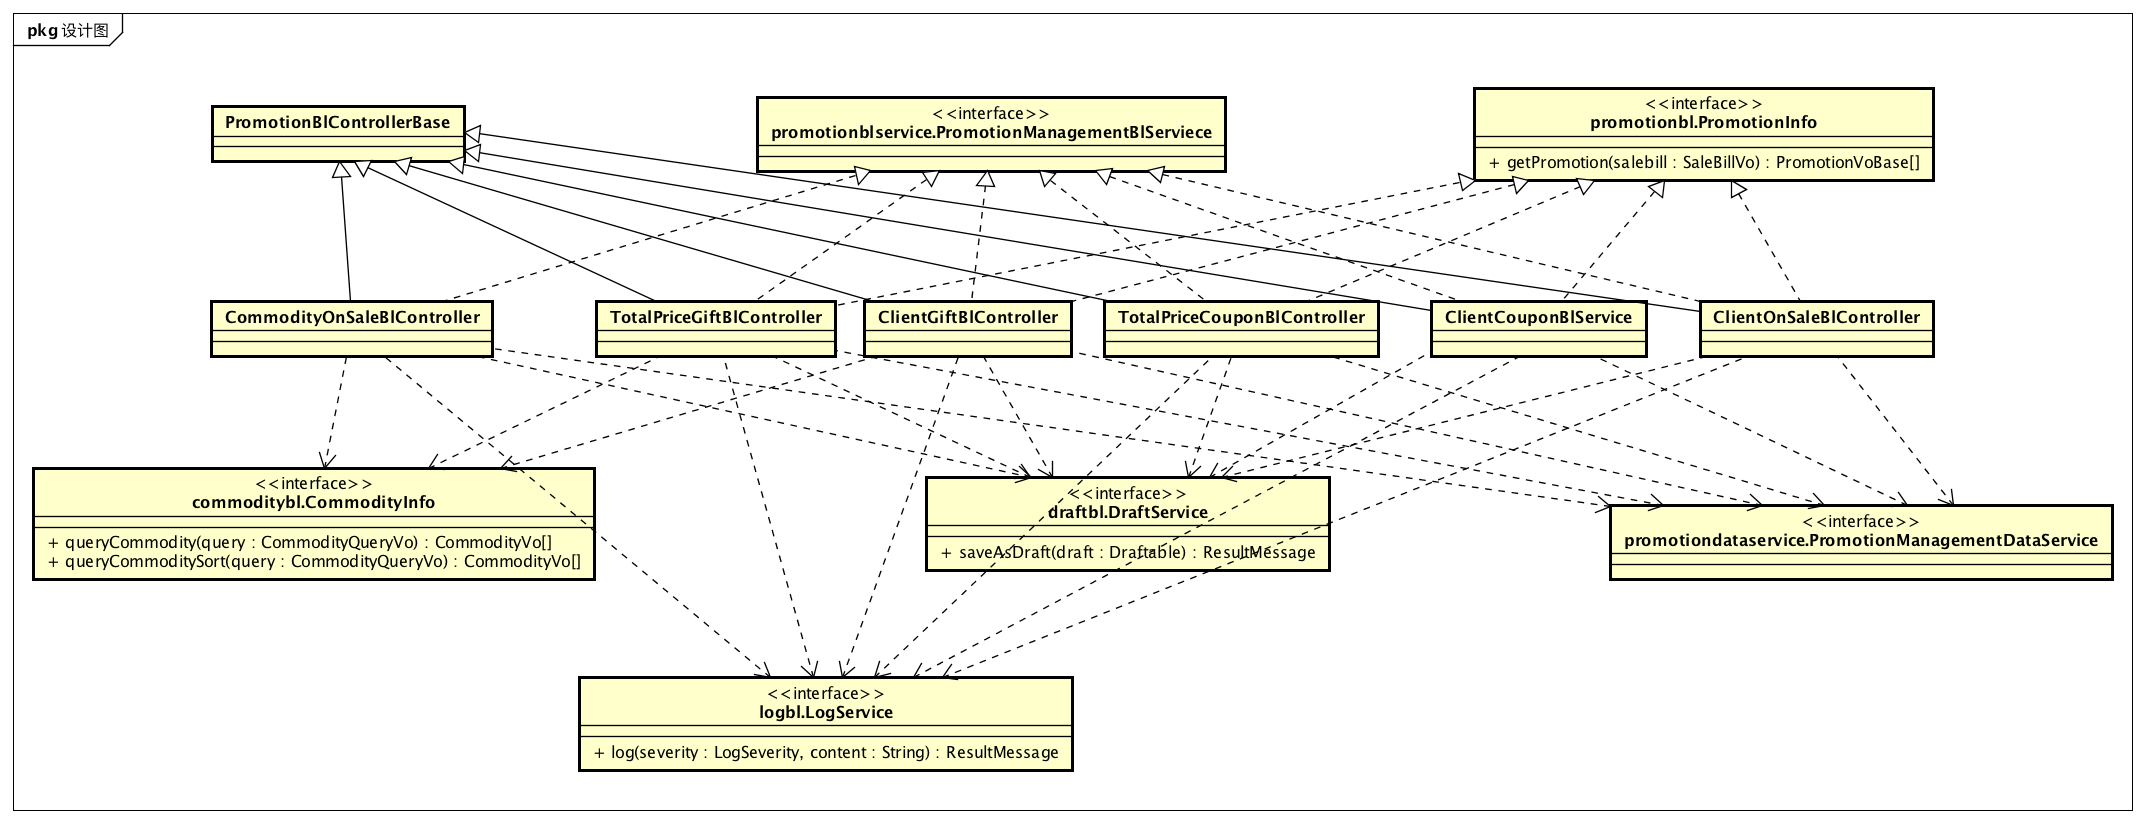 pkg 设计图
PromotionBlControllerBase
<<interface>>
promotionblservice.PromotionManagementBlServiece
<<interface>>
promotionbl.PromotionInfo
+ getPromotion(salebill : SaleBillVo) : PromotionVoBase[]
CommodityOnSaleBlController
TotalPriceGiftBlController
ClientGiftBlController
TotalPriceCouponBlController
ClientCouponBlService
ClientOnSaleBlController
<<interface>>
commoditybl.CommodityInfo
+ queryCommodity(query : CommodityQueryVo) : CommodityVo[]
+ queryCommoditySort(query : CommodityQueryVo) : CommodityVo[]
<<interface>>
draftbl.DraftService
+ saveAsDraft(draft : Draftable) : ResultMessage
<<interface>>
promotiondataservice.PromotionManagementDataService
<<interface>>
logbl.LogService
+ log(severity : LogSeverity, content : String) : ResultMessage